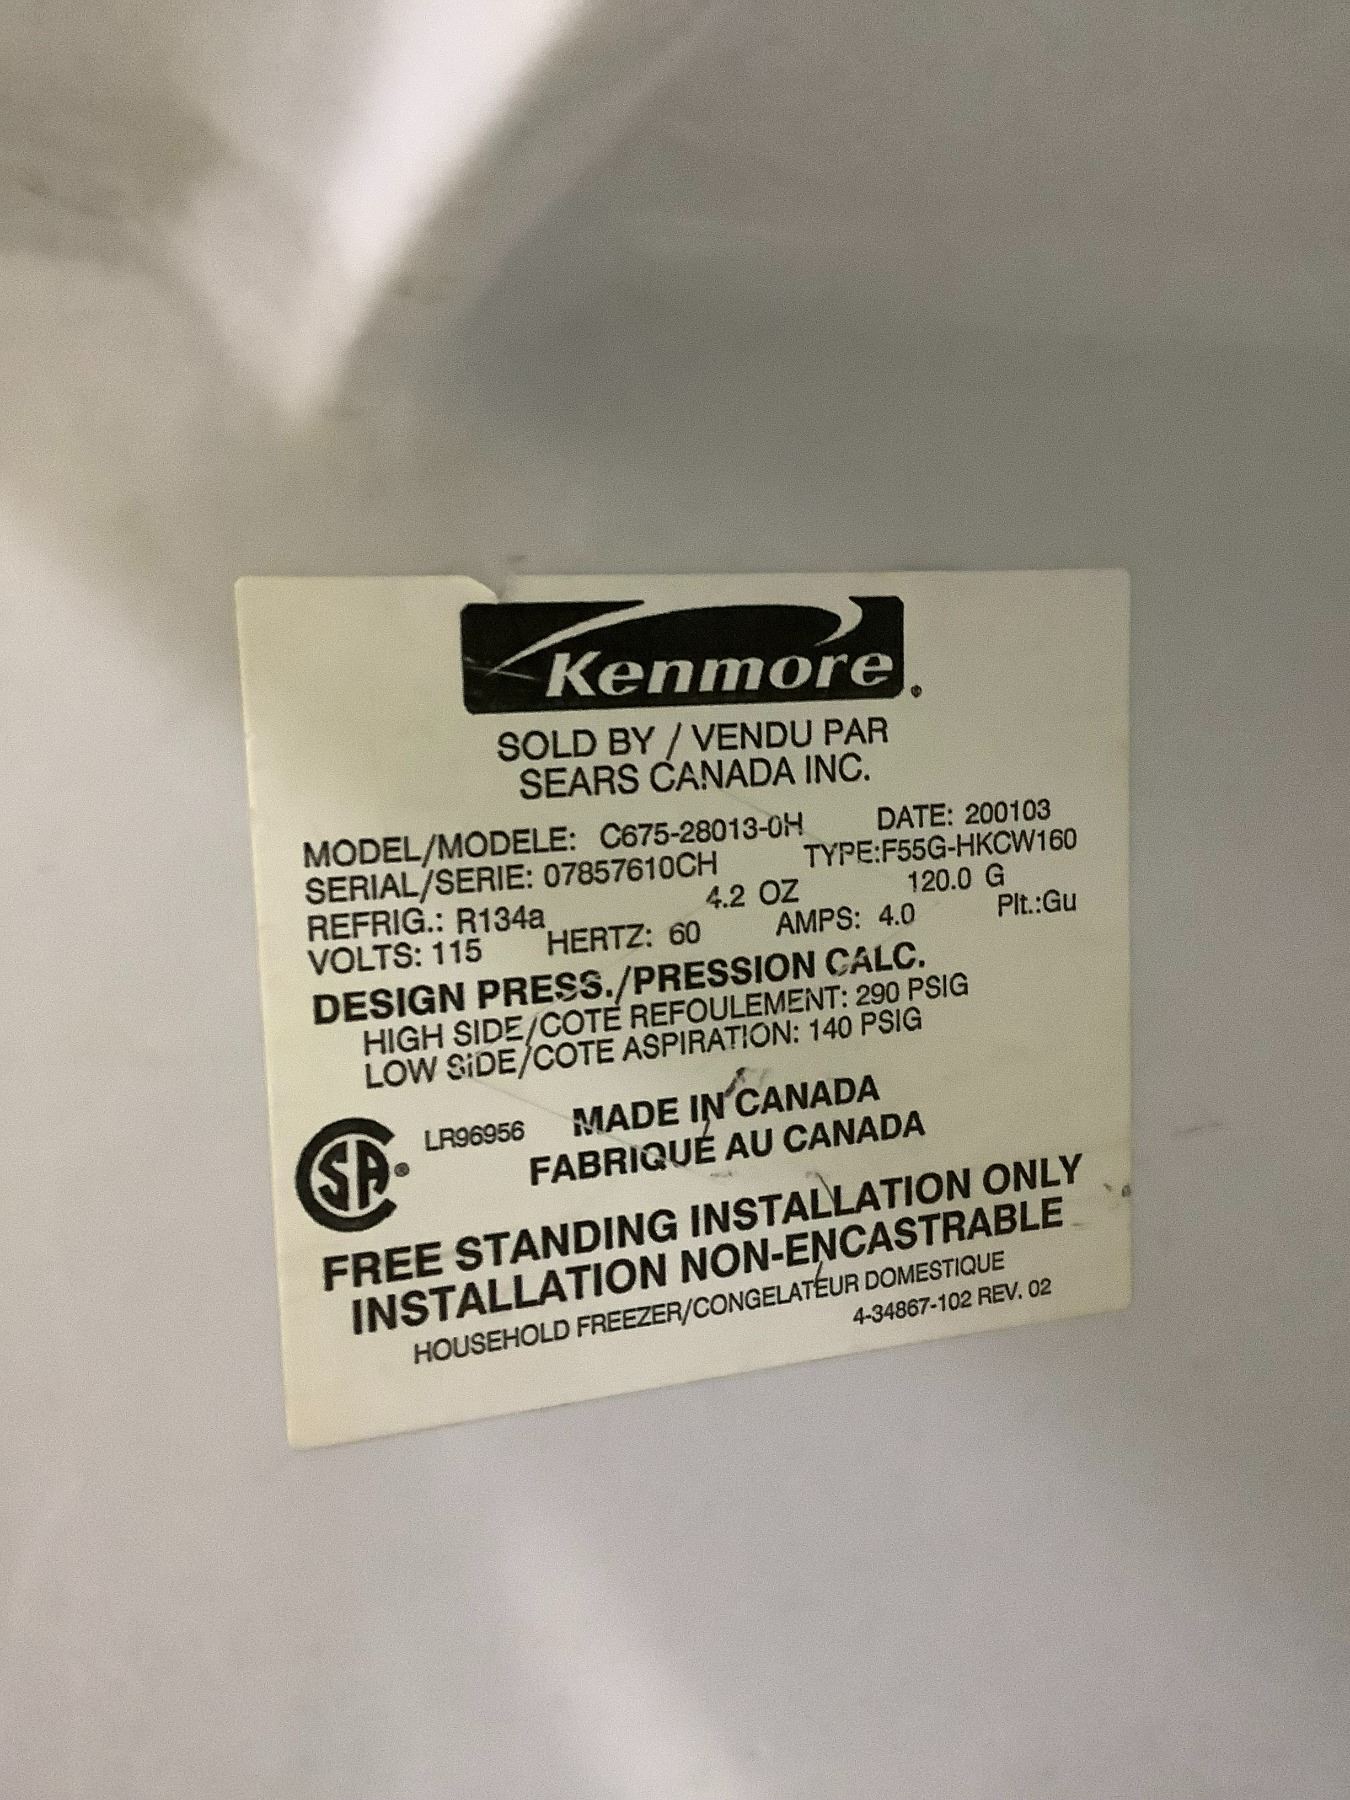 Kenmore®
SOLD BY / VENDU PAR
SEARS CANADA INC.
MODEL/MODELE: C675-28013-0H DATE: 200103
SERIAL/SERIE: 07857610CH TYPE:F55G-HKCW160
REFRIG.: R134a 4.2 OZ 120.0 G
VOLTS: 115 HERTZ: 60 AMPS: 4.0 Plt.:Gu
DESIGN PRESS./PRESSION CALC.
HIGH SIDE/COTE REFOULEMENT: 290 PSIG
LOW SIDE/COTE ASPIRATION: 140 PSIG
SA® LR96956 MADE IN CANADA
FABRIQUÉ AU CANADA
FREE STANDING INSTALLATION ONLY
INSTALLATION NON-ENCASTRABLE
HOUSEHOLD FREEZER/CONGELATEUR DOMESTIQUE
4-34867-102 REV. 02